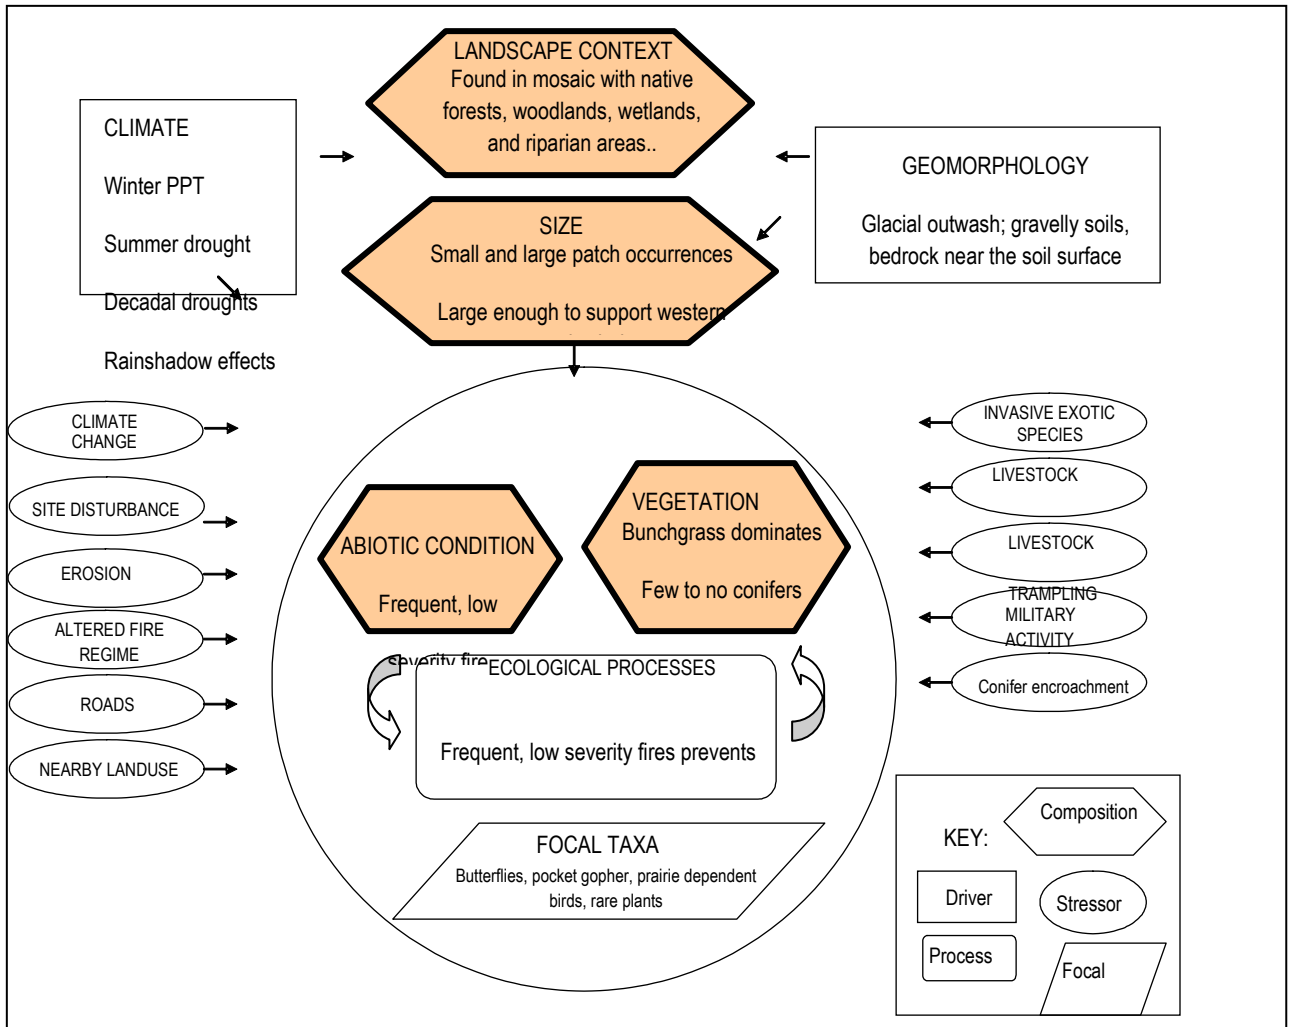 LANDSCAPE CONTEXT
Found in mosaic with native
forests, woodlands, wetlands,
and riparian areas..
CLIMATE
Winter PPT
Summer drought
Decadal droughts
Rainshadow effects
GEOMORPHOLOGY
Glacial outwash; gravelly soils,
bedrock near the soil surface
SIZE
Small and large patch occurrences
Large enough to support western
CLIMATE
CHANGE
SITE DISTURBANCE
EROSION
ALTERED FIRE
REGIME
ROADS
NEARBY LANDUSE
INVASIVE EXOTIC
SPECIES
LIVESTOCK
LIVESTOCK
TRAMPLING
MILITARY
ACTIVITY
Conifer encroachment
ABIOTIC CONDITION
Frequent, low
severity fire
VEGETATION
Bunchgrass dominates
Few to no conifers
ECOLOGICAL PROCESSES
Frequent, low severity fires prevents
FOCAL TAXA
Butterflies, pocket gopher, prairie dependent
birds, rare plants
KEY:
Composition
Driver
Stressor
Process
Focal